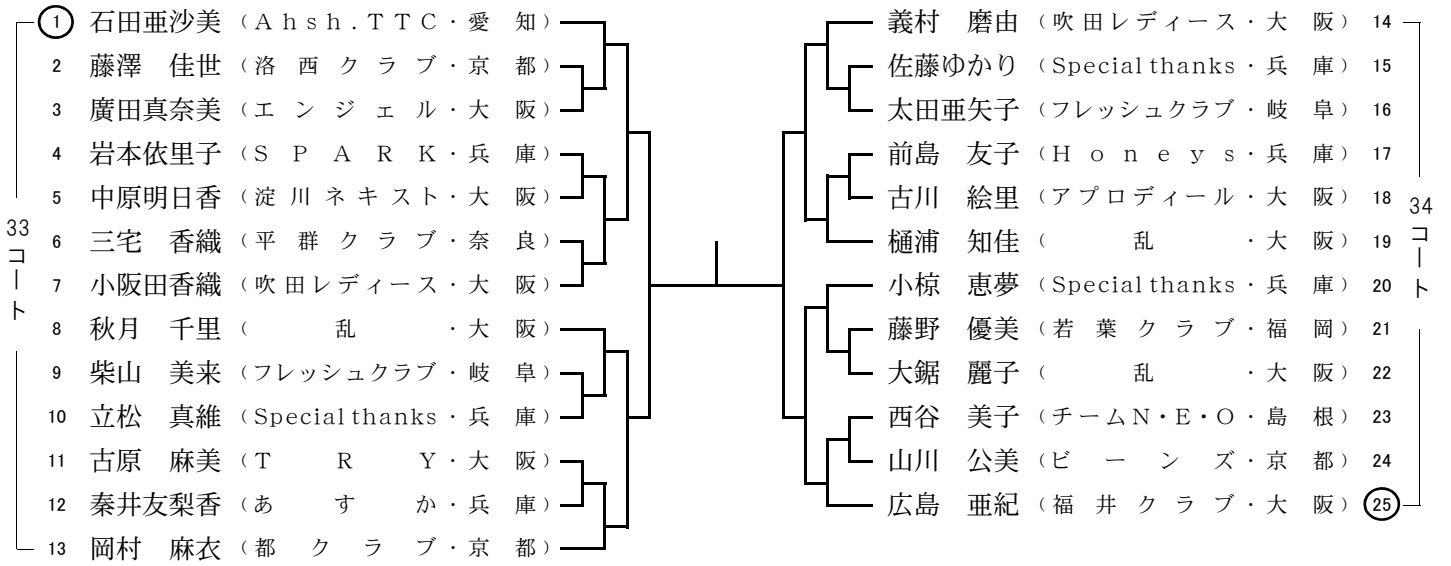 1 石田亜沙美 (Ahsh.TTC・愛知)
2 藤澤 佳世 (洛西クラブ・京都)
3 廣田真奈美 (エンジェル・大阪)
4 岩本依里子 (SPARK・兵庫)
5 中原明日香 (淀川ネキスト・大阪)
6 三宅 香織 (平群クラブ・奈良)
7 小阪田香織 (吹田レディース・大阪)
8 秋月 千里 (乱・大阪)
9 柴山 美来 (フレッシュクラブ・岐阜)
10 立松 真維 (Special thanks・兵庫)
11 古原 麻美 (TRY・大阪)
12 秦井友梨香 (あすか・兵庫)
13 岡村 麻衣 (都クラブ・京都)
33コート
義村 磨由 (吹田レディース・大阪) 14
佐藤ゆかり (Special thanks・兵庫) 15
太田亜矢子 (フレッシュクラブ・岐阜) 16
前島 友子 (Honeys・兵庫) 17
古川 絵里 (アプロディール・大阪) 18
樋浦 知佳 (乱・大阪) 19
小椋 恵夢 (Special thanks・兵庫) 20
藤野 優美 (若葉クラブ・福岡) 21
大鋸 麗子 (乱・大阪) 22
西谷 美子 (チームN・E・O・島根) 23
山川 公美 (ビーンズ・京都) 24
広島 亜紀 (福井クラブ・大阪) 25
34コート